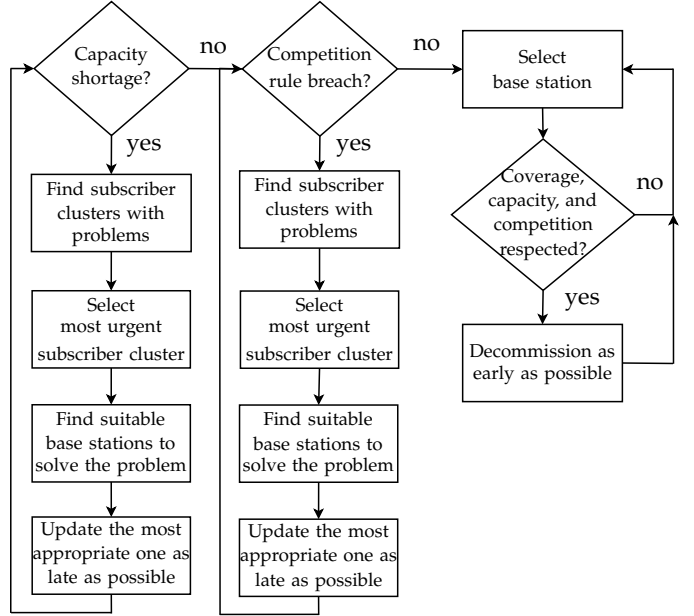 Capacity
shortage?
no
yes
Find subscriber
clusters with
problems
Select
most urgent
subscriber cluster
Find suitable
base stations to
solve the problem
Update the most
appropriate one as
late as possible
Competition
rule breach?
no
yes
Find subscriber
clusters with
problems
Select
most urgent
subscriber cluster
Find suitable
base stations to
solve the problem
Update the most
appropriate one as
late as possible
Select
base station
Coverage,
capacity, and
competition
respected?
no
yes
Decommission as
early as possible